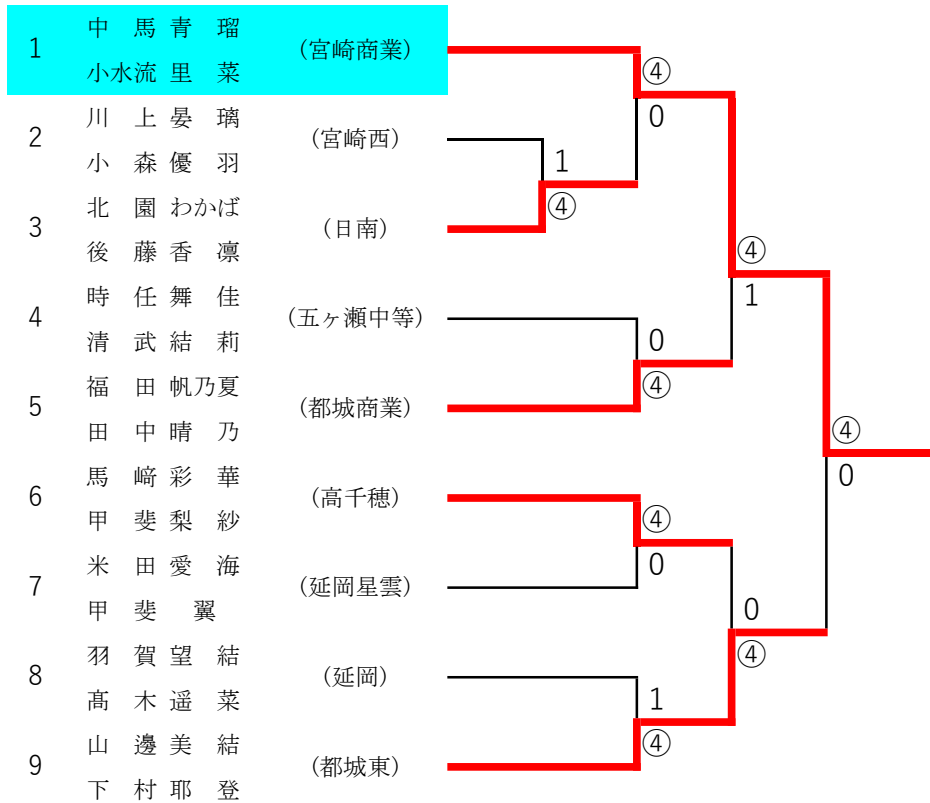 中 馬 青 瑠
1 (宮崎商業)
小水流 里 菜
④
0
川 上 晏 璃
2 (宮崎西)
小 森 優 羽
1
④
北 園 わかば
3 (日南)
後 藤 香 凛
④
1
時 任 舞 佳
4 (五ヶ瀬中等)
清 武 結 莉
0
④
福 田 帆乃夏
5 (都城商業)
田 中 晴 乃
④
0
馬 﨑 彩 華
6 (高千穂)
甲 斐 梨 紗
④
0
米 田 愛 海
7 (延岡星雲)
甲 斐 翼
0
④
羽 賀 望 結
8 (延岡)
髙 木 遥 菜
1
④
山 邊 美 結
9 (都城東)
下 村 耶 登